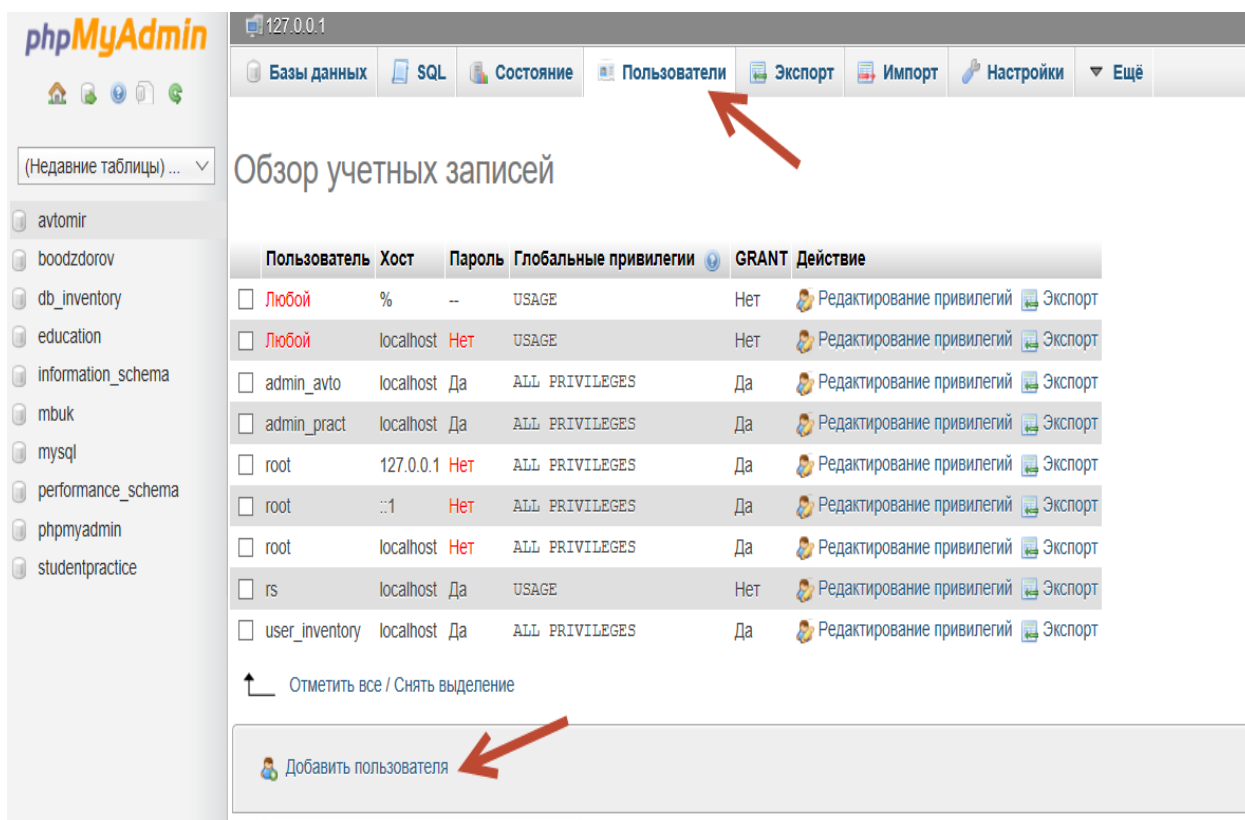 phpMyAdmin
(Недавние таблицы) ...
avtomir
boodzdorov
db_inventory
education
information_schema
mbuk
mysql
performance_schema
phpmyadmin
studentpractice
127.0.0.1
Базы данных SQL Состояние Пользователи Экспорт Импорт Настройки Ещё
Обзор учетных записей
Пользователь Хост Пароль Глобальные привилегии GRANT Действие
Любой % -- USAGE Нет Редактирование привилегий Экспорт
Любой localhost Нет USAGE Нет Редактирование привилегий Экспорт
admin_avto localhost Да ALL PRIVILEGES Да Редактирование привилегий Экспорт
admin_pract localhost Да ALL PRIVILEGES Да Редактирование привилегий Экспорт
root 127.0.0.1 Нет ALL PRIVILEGES Да Редактирование привилегий Экспорт
root ::1 Нет ALL PRIVILEGES Да Редактирование привилегий Экспорт
root localhost Нет ALL PRIVILEGES Да Редактирование привилегий Экспорт
rs localhost Да USAGE Нет Редактирование привилегий Экспорт
user_inventory localhost Да ALL PRIVILEGES Да Редактирование привилегий Экспорт
Отметить все / Снять выделение
Добавить пользователя